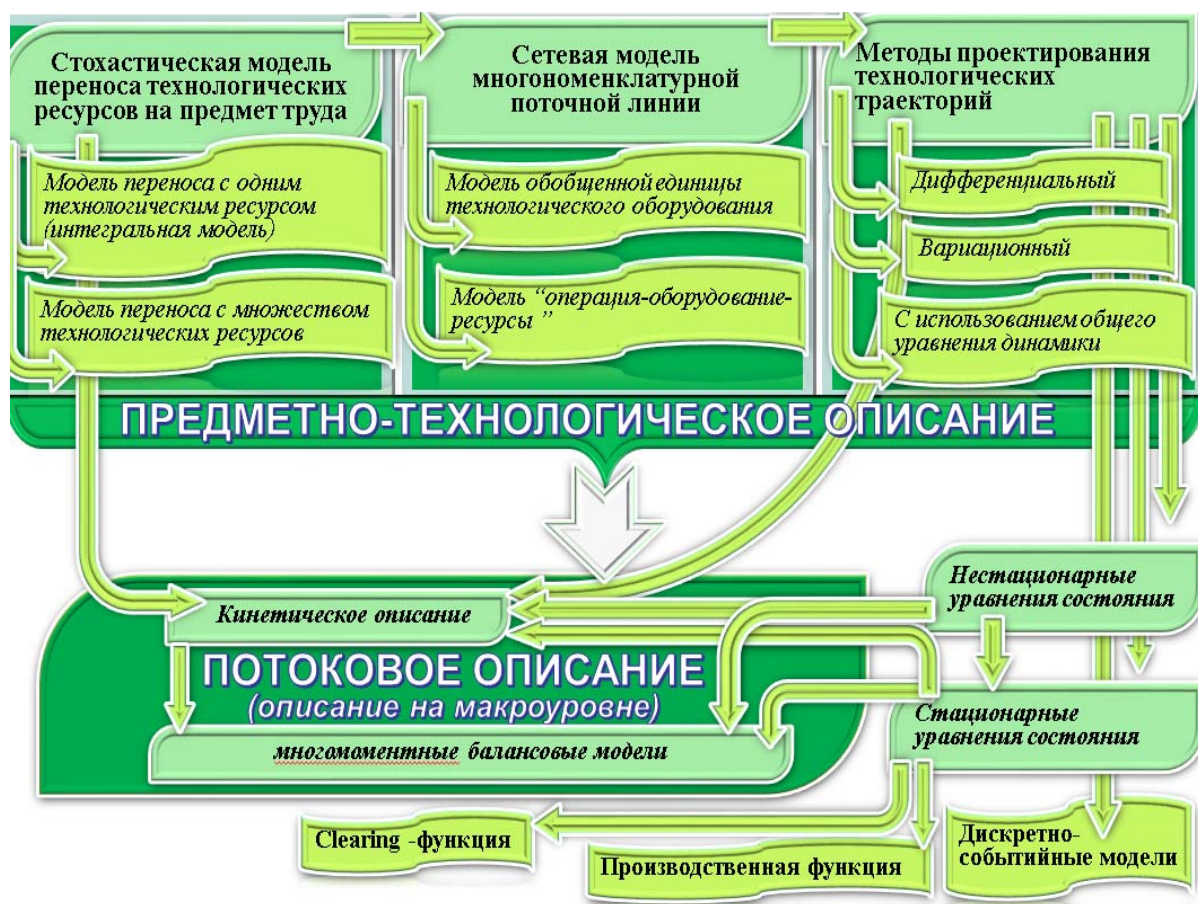 Стохастическая модель
переноса технологических
ресурсов на предмет труда
Модель переноса с одним
технологическим ресурсом
(интегральная модель)
Модель переноса с множеством
технологических ресурсов
Сетевая модель
многономенклатурной
поточной линии
Модель обобщенной единицы
технологического оборудования
Модель “операция-оборудование-
ресурсы ”
Методы проектирования
технологических
траекторий
Дифференциальный
Вариационный
С использованием общего
уравнения динамики
ПРЕДМЕТНО-ТЕХНОЛОГИЧЕСКОЕ ОПИСАНИЕ
Нестационарные
уравнения состояния
Кинетическое описание
ПОТОКОВОЕ ОПИСАНИЕ
(описание на макроуровне)
Стационарные
уравнения состояния
многомоментные балансовые модели
Clearing -функция
Производственная функция
Дискретно-
событийные модели